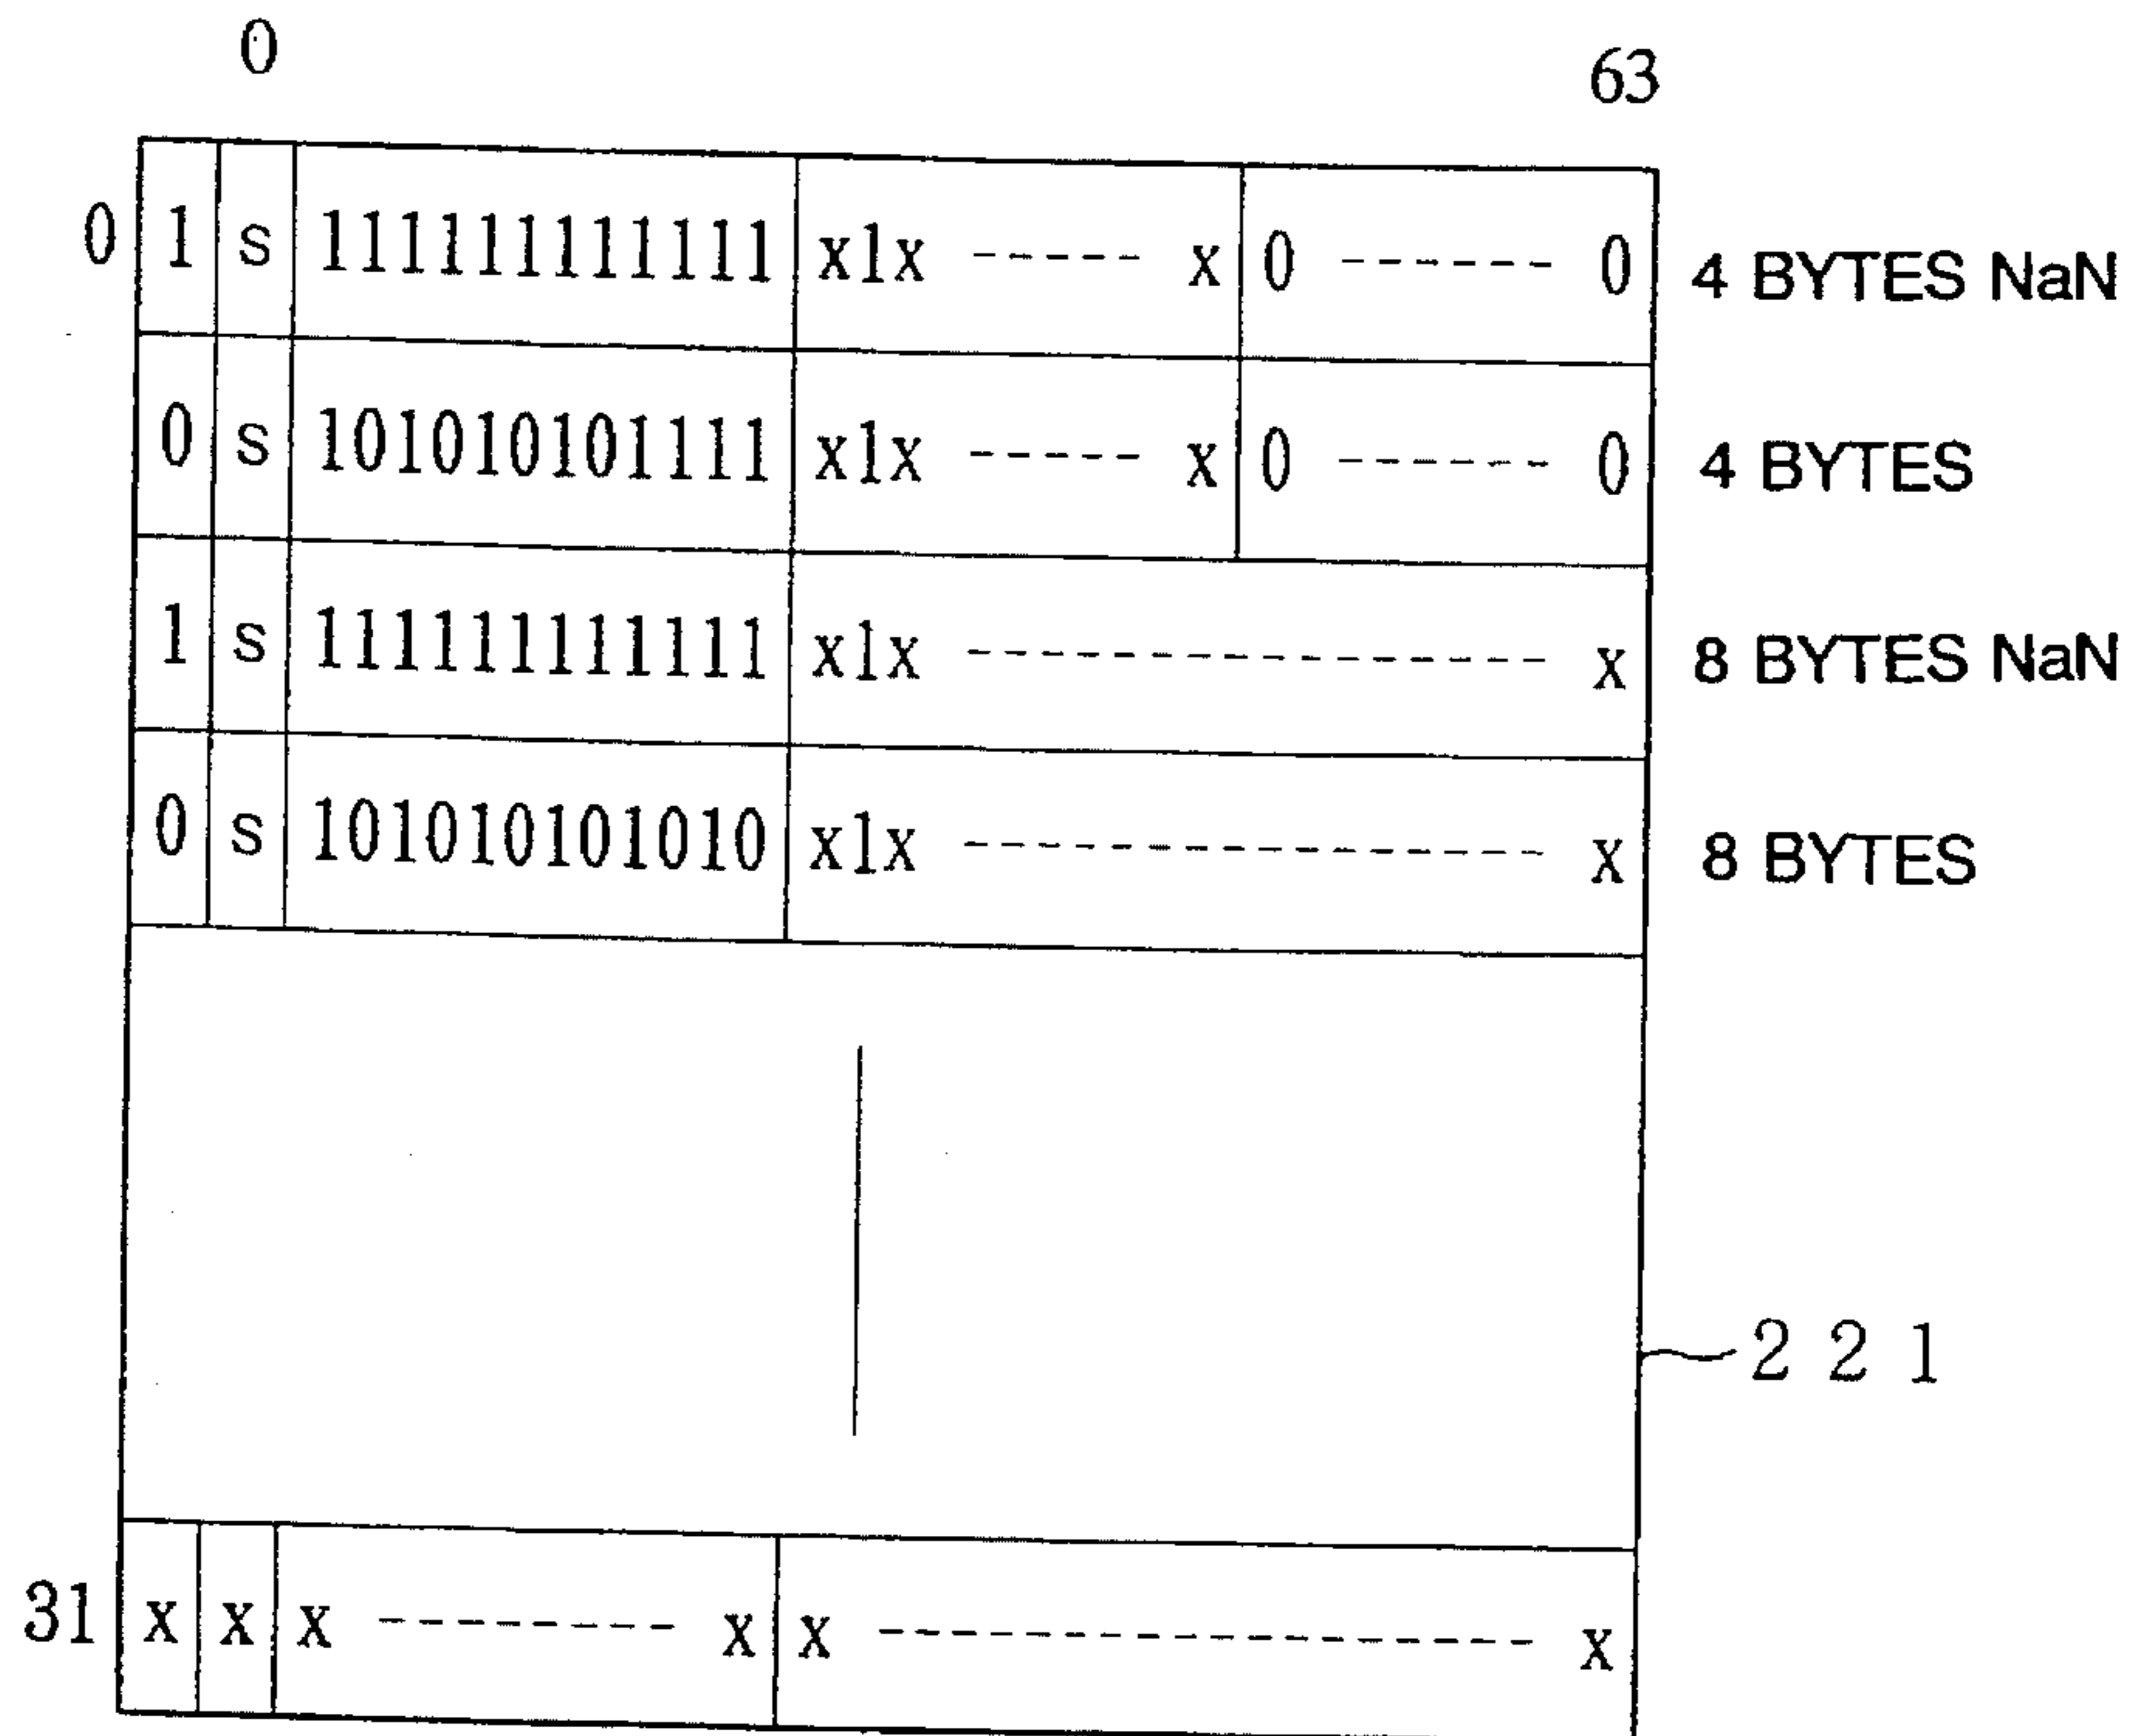 0 63
0 1 s 111111111111 x1x ----- x 0 ------ 0 4 BYTES NaN
0 s 101010101111 x1x ----- x 0 ------ 0 4 BYTES
1 s 111111111111 x1x --------------- x 8 BYTES NaN
0 s 101010101010 x1x --------------- x 8 BYTES
221
31 x x x -------- x x ----------------- x